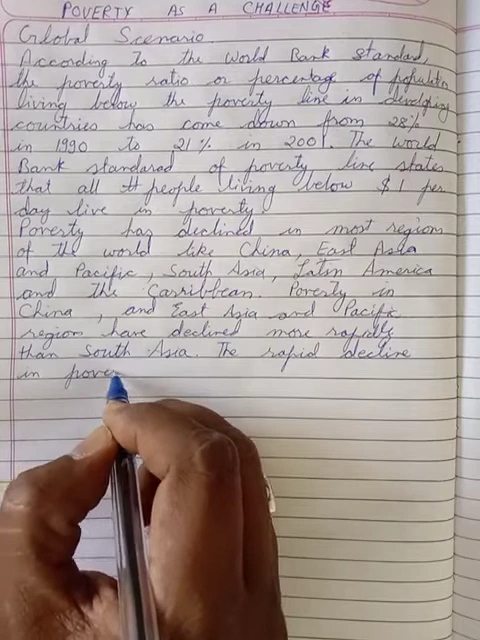 POVERTY AS A CHALLENGE
Global Scenario
According to the World Bank standard,
the poverty ratio or percentage of population
living below the poverty line in developing
countries has come down from 28%
in 1990 to 21% in 2001. The world
Bank standared of poverty line states
that all people living below $1 per
day live in poverty.
Poverty has declined in most regions
of the world like China, East Asia
and Pacific, South Asia, Latin America
and the Carribbean. Poverty in
China, and East Asia and Pacific
region have declined more rapidly
than South Asia. The rapid decline
in pover